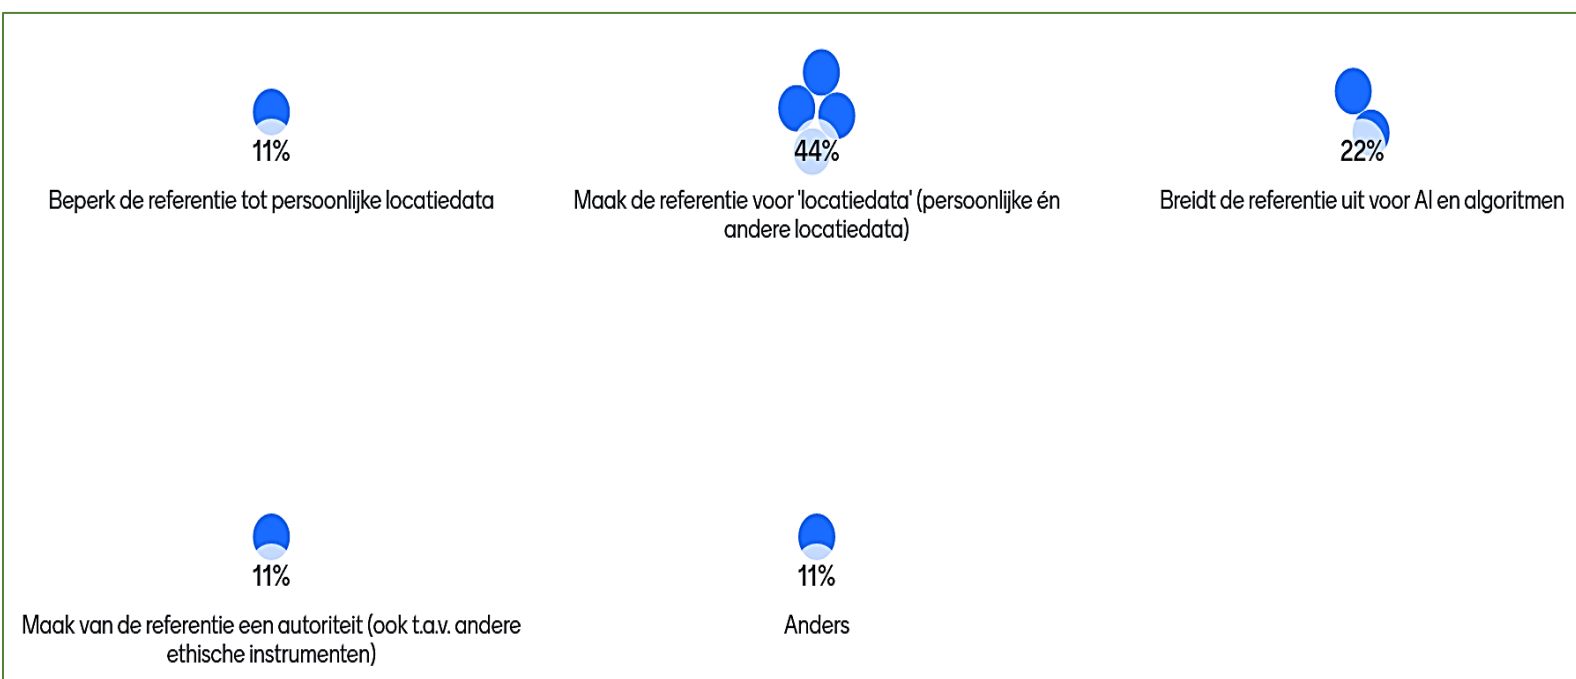 11%
Beperk de referentie tot persoonlijke locatiedata
44%
Maak de referentie voor 'locatiedata' (persoonlijke én
andere locatiedata)
22%
Breidt de referentie uit voor AI en algoritmen
11%
Maak van de referentie een autoriteit (ook t.a.v. andere
ethische instrumenten)
11%
Anders